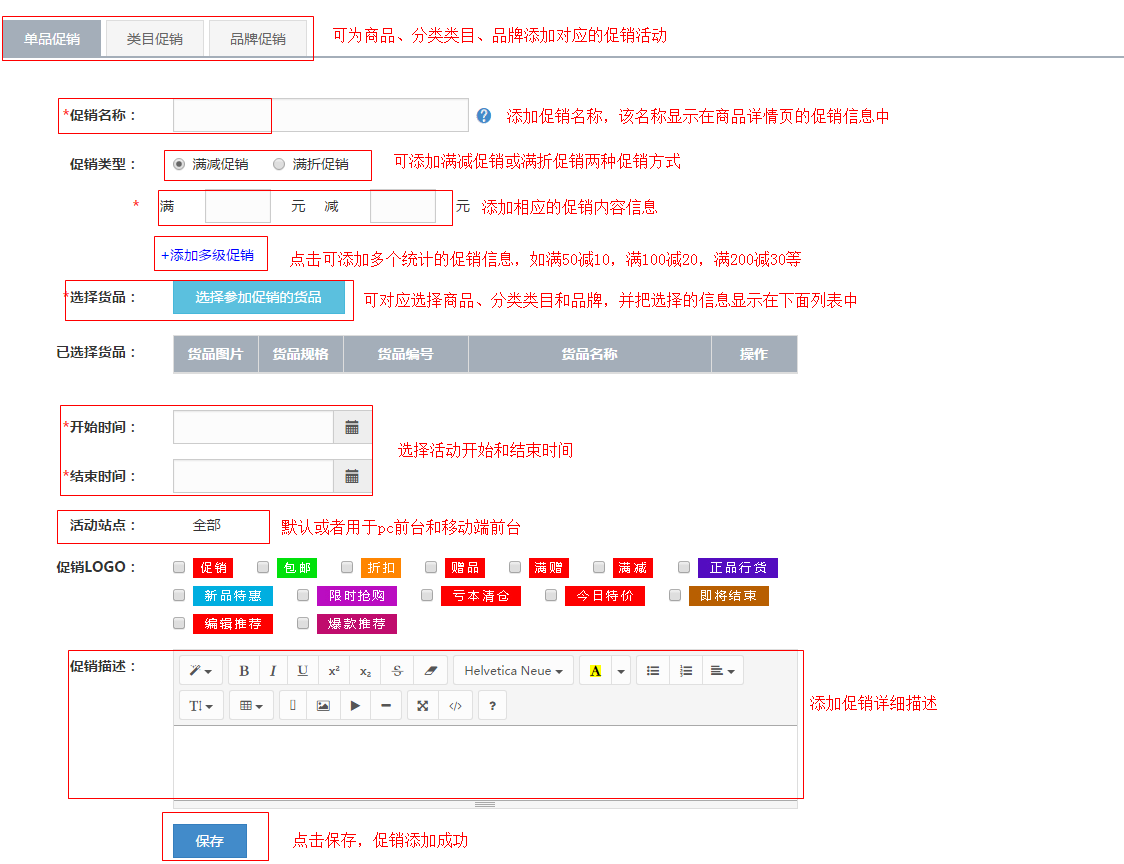 单品促销 类目促销 品牌促销 可为商品、分类类目、品牌添加对应的促销活动
*促销名称： ? 添加促销名称，该名称显示在商品详情页的促销信息中
促销类型： 满减促销 满折促销 可添加满减促销或满折促销两种促销方式
* 满 元 减 元 添加相应的促销内容信息
+添加多级促销 点击可添加多个统计的促销信息，如满50减10，满100减20，满200减30等
*选择货品： 选择参加促销的货品 可对应选择商品、分类类目和品牌，并把选择的信息显示在下面列表中
已选择货品： 货品图片 货品规格 货品编号 货品名称 操作
*开始时间：
选择活动开始和结束时间
*结束时间：
活动站点： 全部 默认或者用于pc前台和移动端前台
促销LOGO： 促销 包邮 折扣 赠品 满赠 满减 正品行货
新品特惠 限时抢购 亏本清仓 今日特价 即将结束
编辑推荐 爆款推荐
促销描述： B I U x² x₂ S Helvetica Neue A
TI </> ?
添加促销详细描述
保存 点击保存，促销添加成功